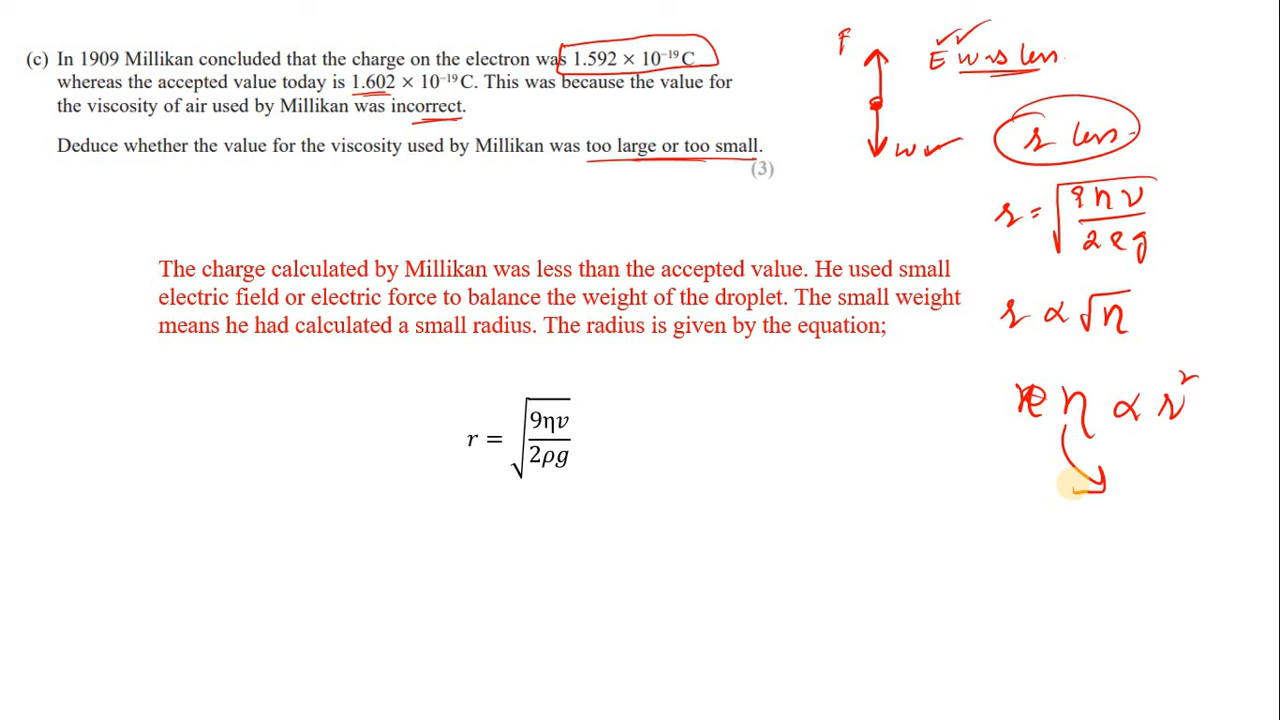 (c) In 1909 Millikan concluded that the charge on the electron was 1.592 × 10⁻¹⁹ C
whereas the accepted value today is 1.602 × 10⁻¹⁹ C. This was because the value for
the viscosity of air used by Millikan was incorrect.
Deduce whether the value for the viscosity used by Millikan was too large or too small.
(3)
The charge calculated by Millikan was less than the accepted value. He used small
electric field or electric force to balance the weight of the droplet. The small weight
means he had calculated a small radius. The radius is given by the equation;
r = √(9ηv / 2ρg)
F
E was less.
W
r less.
r = √(9ηv / 2ρg)
r ∝ √η
η ∝ r²